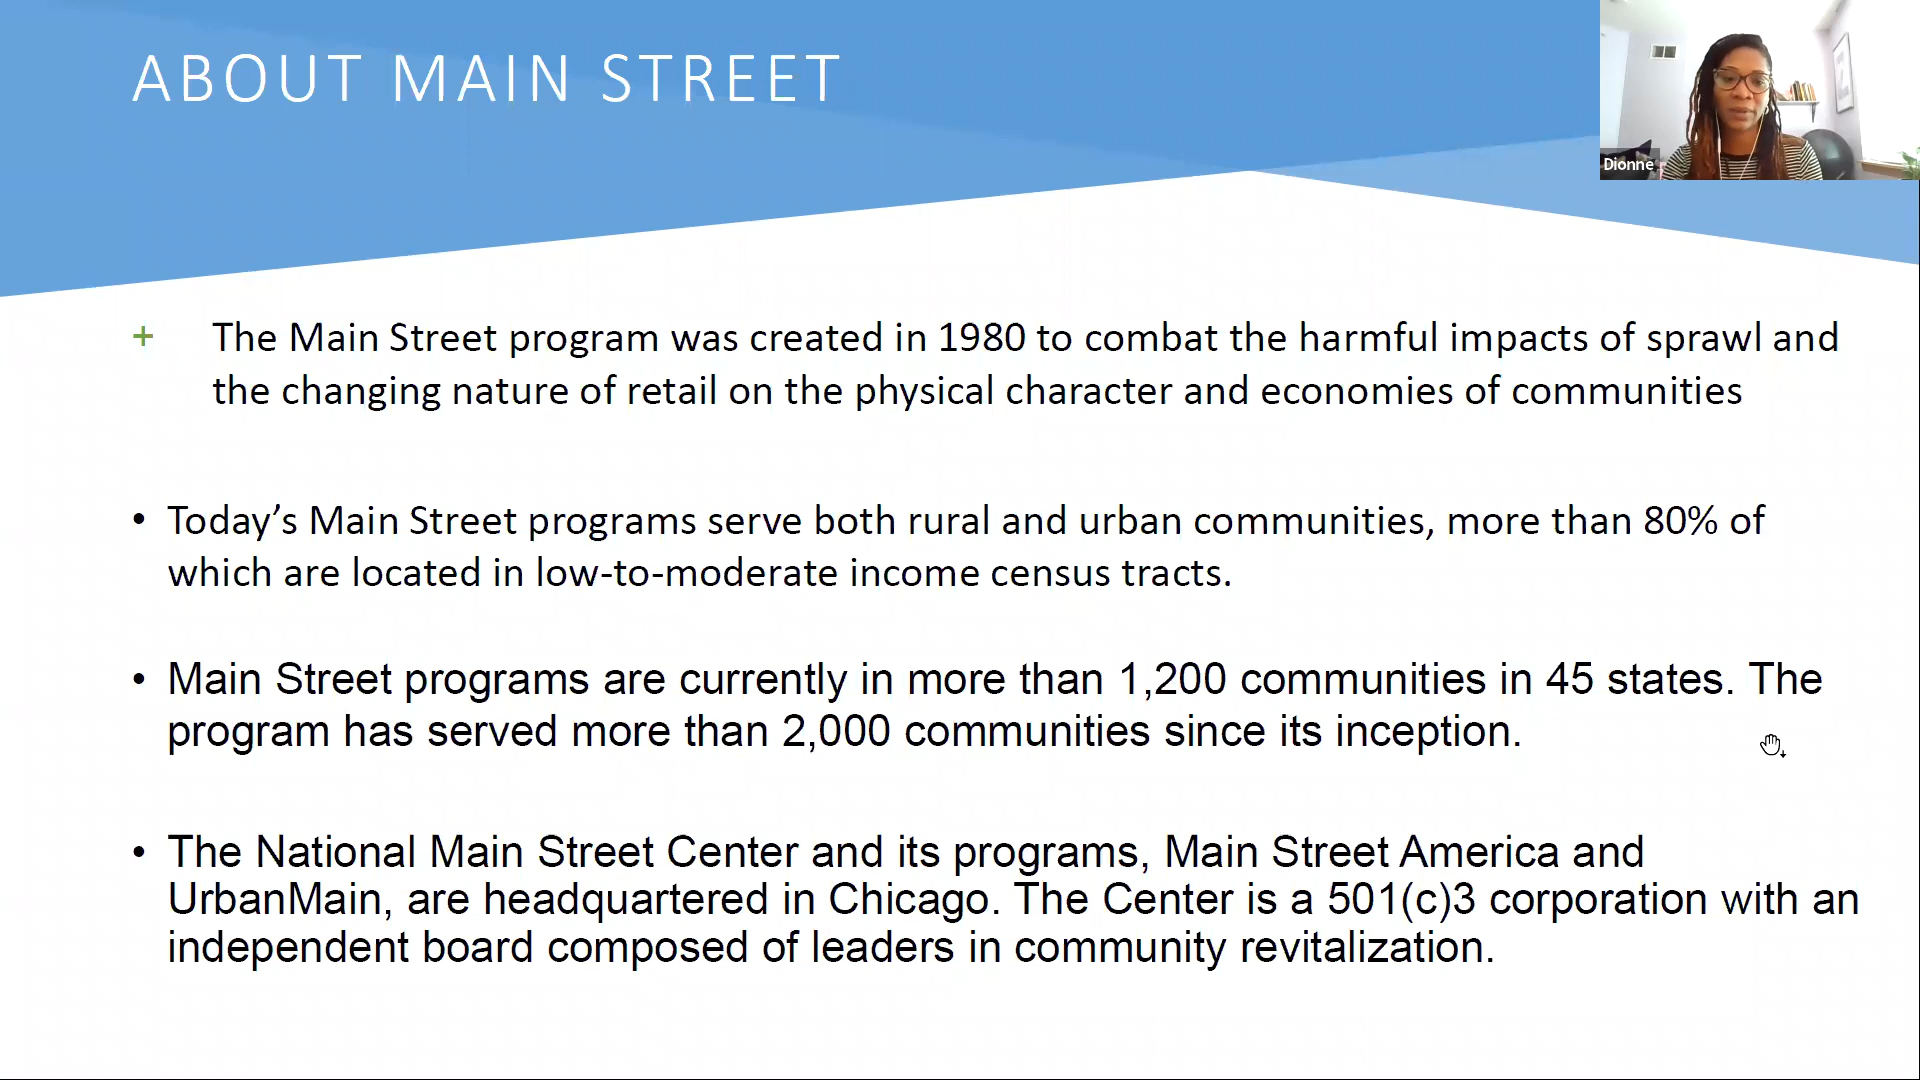 ABOUT MAIN STREET
Dionne
+ The Main Street program was created in 1980 to combat the harmful impacts of sprawl and
the changing nature of retail on the physical character and economies of communities
• Today’s Main Street programs serve both rural and urban communities, more than 80% of
which are located in low-to-moderate income census tracts.
• Main Street programs are currently in more than 1,200 communities in 45 states. The
program has served more than 2,000 communities since its inception.
• The National Main Street Center and its programs, Main Street America and
UrbanMain, are headquartered in Chicago. The Center is a 501(c)3 corporation with an
independent board composed of leaders in community revitalization.